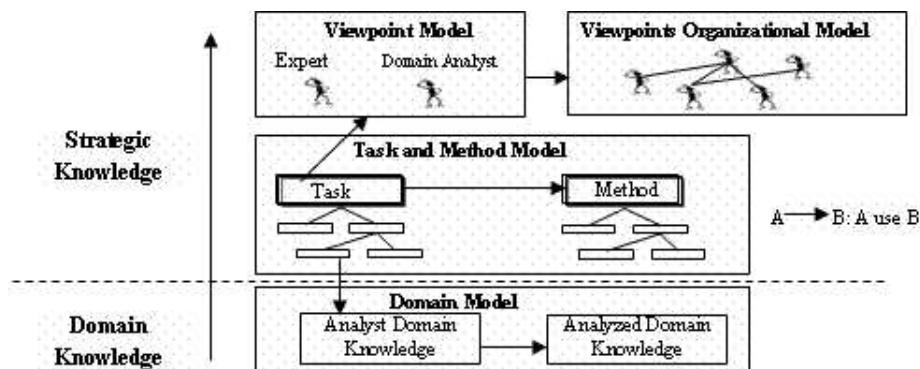 Viewpoint Model
Expert
Domain Analyst
Viewpoints Organizational Model
Strategic
Knowledge
Task and Method Model
Task
Method
A → B: A use B
Domain
Knowledge
Domain Model
Analyst Domain
Knowledge
Analyzed Domain
Knowledge